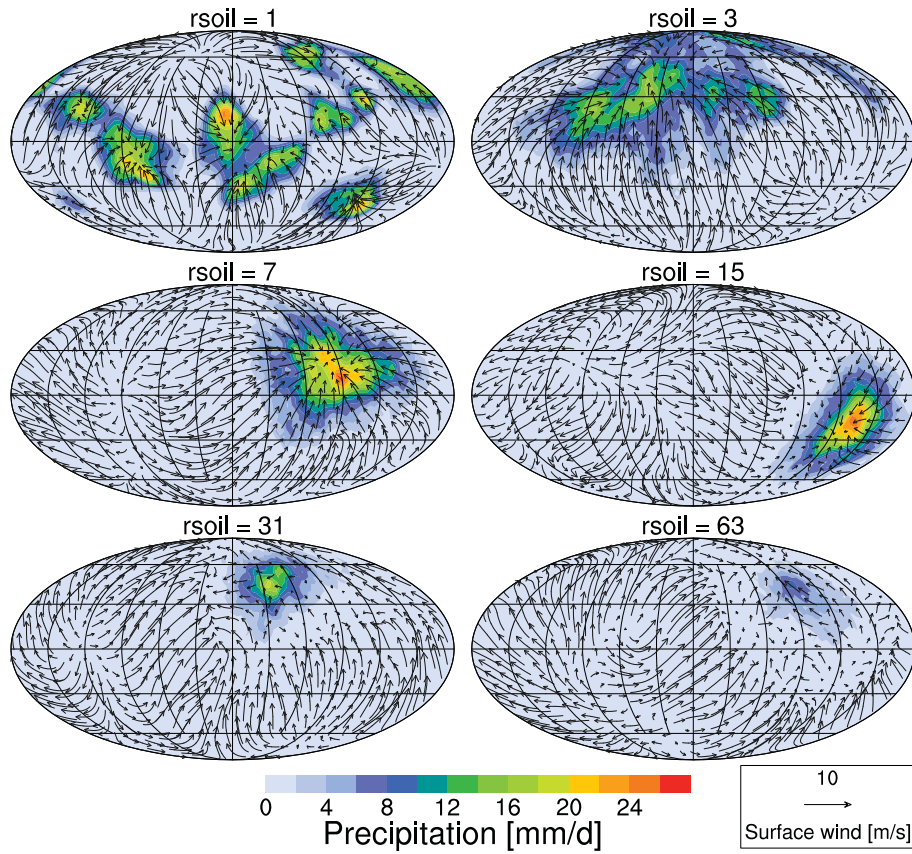 rsoil = 1
rsoil = 3
rsoil = 7
rsoil = 15
rsoil = 31
rsoil = 63
0 4 8 12 16 20 24
Precipitation [mm/d]
10
Surface wind [m/s]